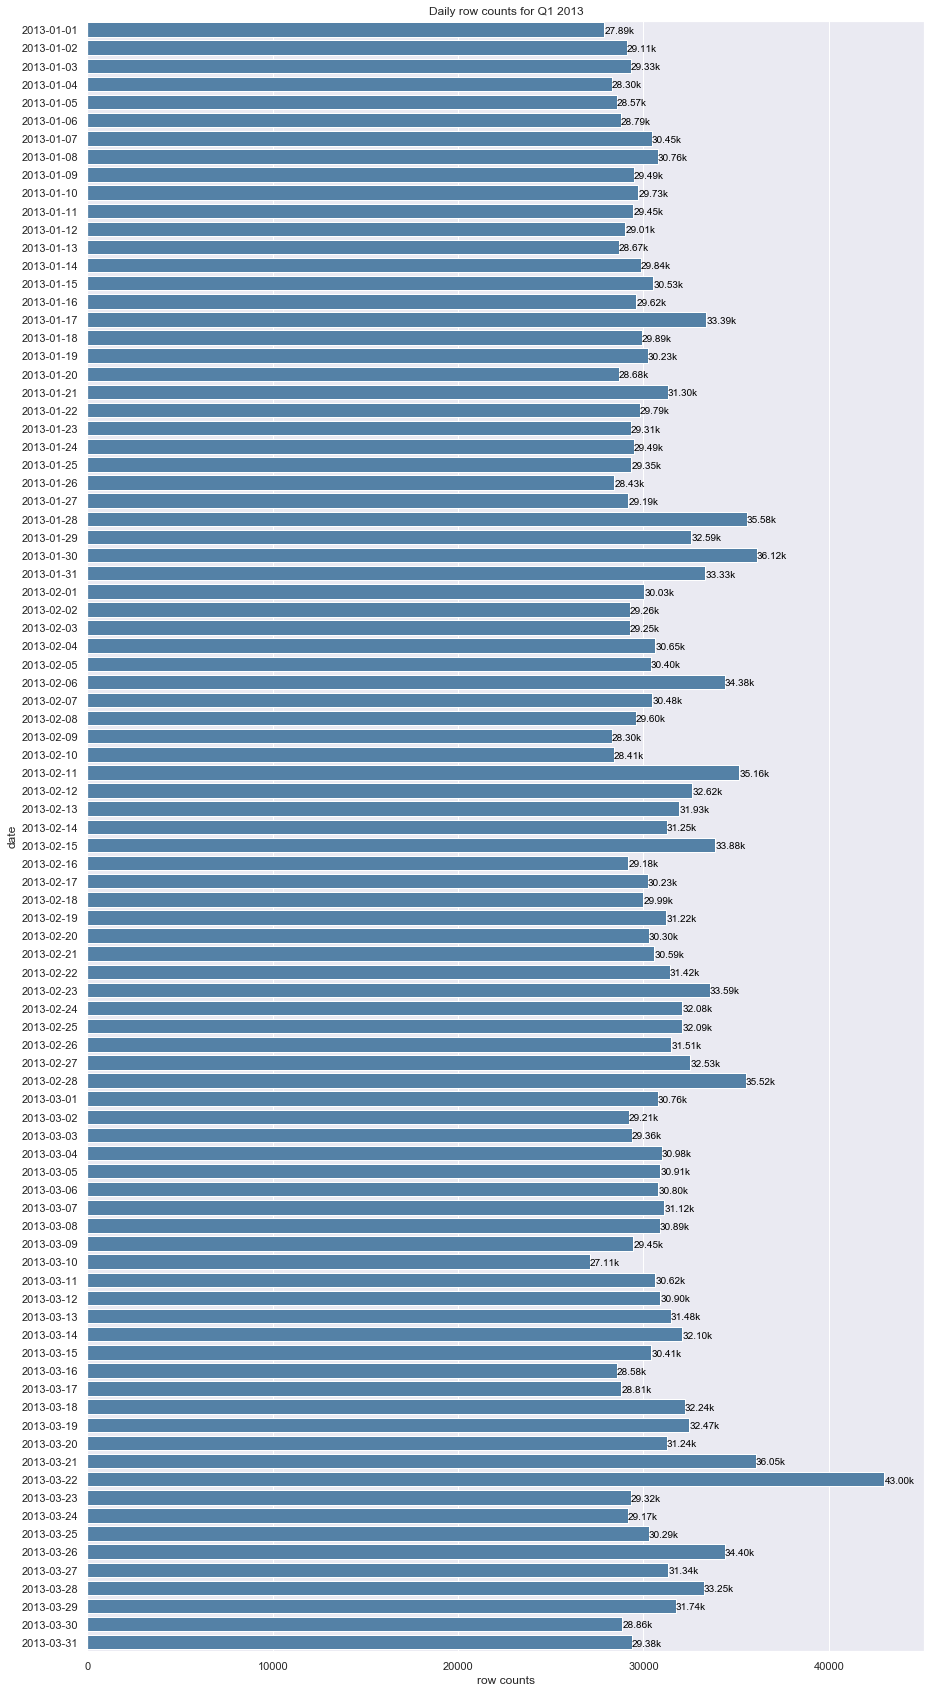 Daily row counts for Q1 2013
2013-01-01 27.89k
2013-01-02 29.11k
2013-01-03 29.33k
2013-01-04 28.30k
2013-01-05 28.57k
2013-01-06 28.79k
2013-01-07 30.45k
2013-01-08 30.76k
2013-01-09 29.49k
2013-01-10 29.73k
2013-01-11 29.45k
2013-01-12 29.01k
2013-01-13 28.67k
2013-01-14 29.84k
2013-01-15 30.53k
2013-01-16 29.62k
2013-01-17 33.39k
2013-01-18 29.89k
2013-01-19 30.23k
2013-01-20 28.68k
2013-01-21 31.30k
2013-01-22 29.79k
2013-01-23 29.31k
2013-01-24 29.49k
2013-01-25 29.35k
2013-01-26 28.43k
2013-01-27 29.19k
2013-01-28 35.58k
2013-01-29 32.59k
2013-01-30 36.12k
2013-01-31 33.33k
2013-02-01 30.03k
2013-02-02 29.26k
2013-02-03 29.25k
2013-02-04 30.65k
2013-02-05 30.40k
2013-02-06 34.38k
2013-02-07 30.48k
2013-02-08 29.60k
2013-02-09 28.30k
2013-02-10 28.41k
2013-02-11 35.16k
2013-02-12 32.62k
2013-02-13 31.93k
2013-02-14 31.25k
date
2013-02-15 33.88k
2013-02-16 29.18k
2013-02-17 30.23k
2013-02-18 29.99k
2013-02-19 31.22k
2013-02-20 30.30k
2013-02-21 30.59k
2013-02-22 31.42k
2013-02-23 33.59k
2013-02-24 32.08k
2013-02-25 32.09k
2013-02-26 31.51k
2013-02-27 32.53k
2013-02-28 35.52k
2013-03-01 30.76k
2013-03-02 29.21k
2013-03-03 29.36k
2013-03-04 30.98k
2013-03-05 30.91k
2013-03-06 30.80k
2013-03-07 31.12k
2013-03-08 30.89k
2013-03-09 29.45k
2013-03-10 27.11k
2013-03-11 30.62k
2013-03-12 30.90k
2013-03-13 31.48k
2013-03-14 32.10k
2013-03-15 30.41k
2013-03-16 28.58k
2013-03-17 28.81k
2013-03-18 32.24k
2013-03-19 32.47k
2013-03-20 31.24k
2013-03-21 36.05k
2013-03-22 43.00k
2013-03-23 29.32k
2013-03-24 29.17k
2013-03-25 30.29k
2013-03-26 34.40k
2013-03-27 31.34k
2013-03-28 33.25k
2013-03-29 31.74k
2013-03-30 28.86k
2013-03-31 29.38k
0 10000 20000 30000 40000
row counts